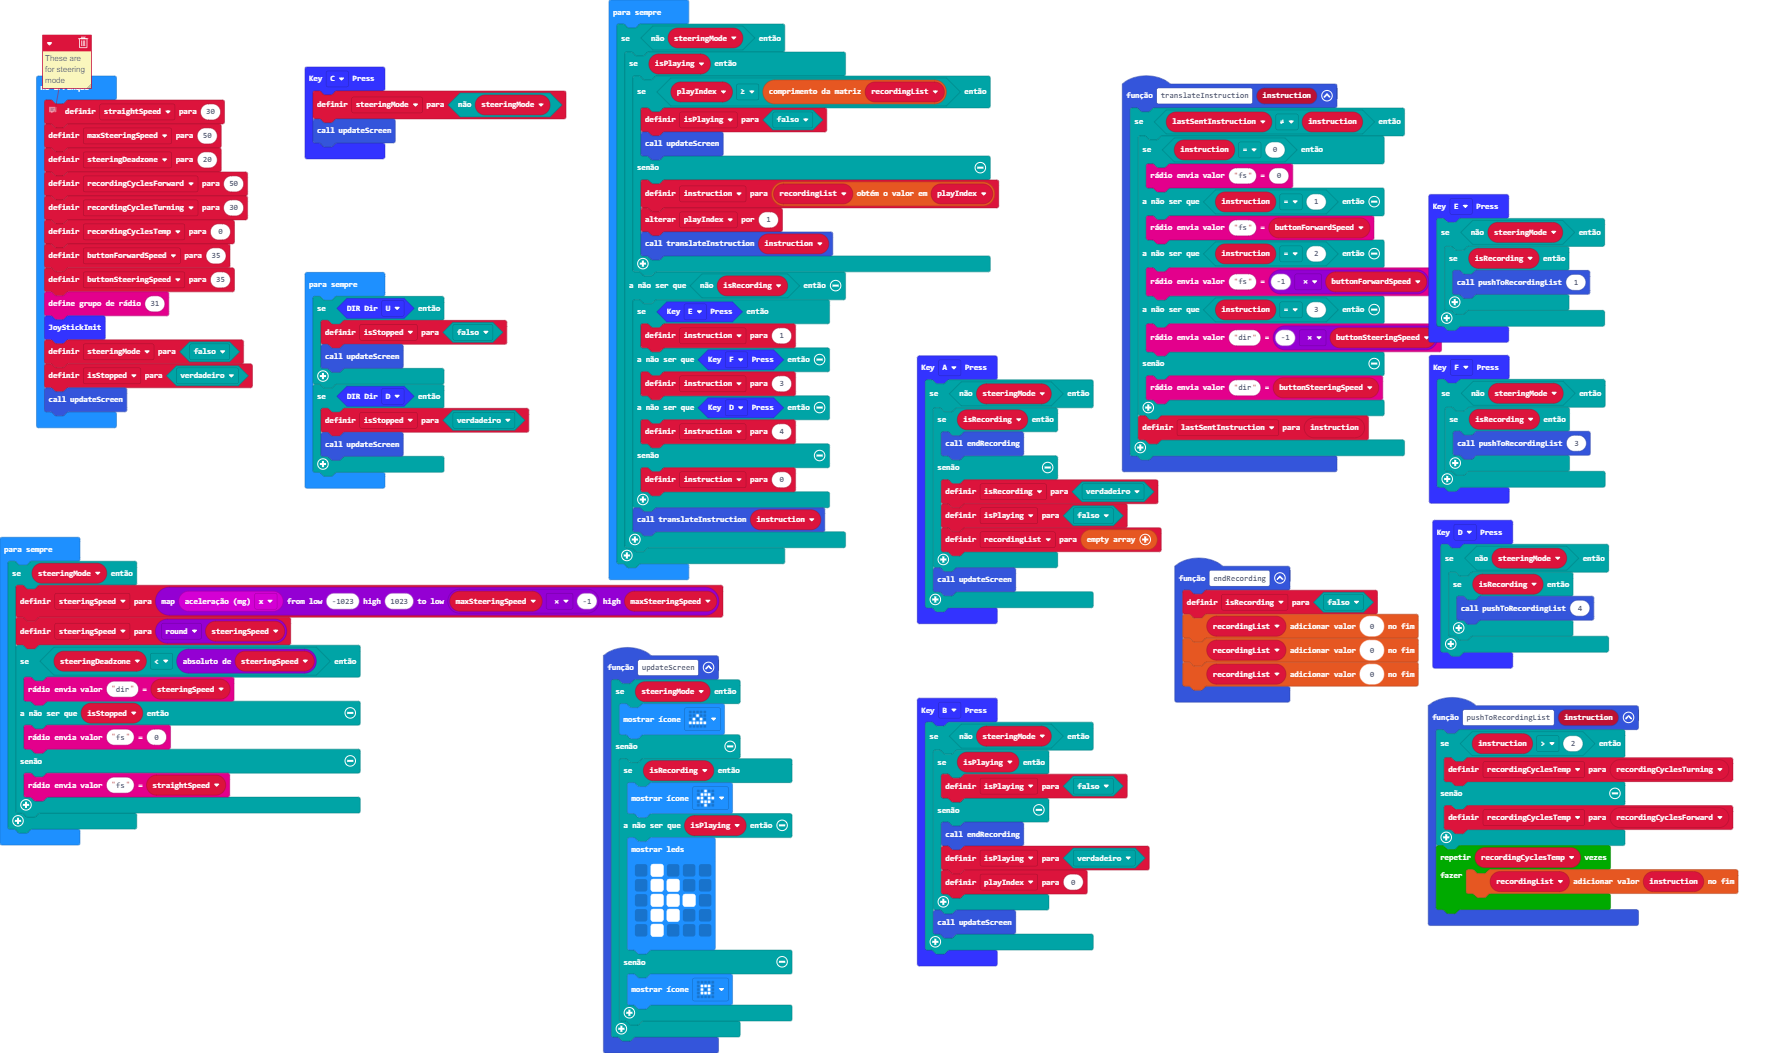 These are
for steering
mode
definir straightSpeed para 30
definir maxSteeringSpeed para 50
definir steeringDeadzone para 20
definir recordingCyclesForward para 50
definir recordingCyclesTurning para 30
definir recordingCyclesTemp para 0
definir buttonForwardSpeed para 35
definir buttonSteeringSpeed para 35
define grupo de rádio 31
JoyStickInit
definir steeringMode para falso
definir isStopped para verdadeiro
call updateScreen
Key C Press
definir steeringMode para não steeringMode
call updateScreen
para sempre
se DIR Dir U então
definir isStopped para falso
call updateScreen
se DIR Dir D então
definir isStopped para verdadeiro
call updateScreen
para sempre
se steeringMode então
definir steeringSpeed para map aceleração (mg) x from low -1023 high 1023 to low maxSteeringSpeed × -1 high maxSteeringSpeed
definir steeringSpeed para round steeringSpeed
se steeringDeadzone < absoluto de steeringSpeed então
rádio envia valor "dir" = steeringSpeed
a não ser que isStopped então
rádio envia valor "fs" = 0
senão
rádio envia valor "fs" = straightSpeed
para sempre
se não steeringMode então
se isPlaying então
se playIndex ≥ comprimento da matriz recordingList então
definir isPlaying para falso
call updateScreen
senão
definir instruction para recordingList obtém o valor em playIndex
alterar playIndex por 1
call translateInstruction instruction
a não ser que não isRecording então
se Key E Press então
definir instruction para 1
a não ser que Key F Press então
definir instruction para 3
a não ser que Key D Press então
definir instruction para 4
senão
definir instruction para 0
call translateInstruction instruction
função updateScreen
se steeringMode então
mostrar ícone
senão
se isRecording então
mostrar ícone
a não ser que isPlaying então
mostrar leds
senão
mostrar ícone
Key A Press
se não steeringMode então
se isRecording então
call endRecording
senão
definir isRecording para verdadeiro
definir isPlaying para falso
definir recordingList para empty array
call updateScreen
Key B Press
se não steeringMode então
se isPlaying então
definir isPlaying para falso
senão
call endRecording
definir isPlaying para verdadeiro
definir playIndex para 0
call updateScreen
função translateInstruction instruction
se lastSentInstruction ≠ instruction então
se instruction = 0 então
rádio envia valor "fs" = 0
a não ser que instruction = 1 então
rádio envia valor "fs" = buttonForwardSpeed
a não ser que instruction = 2 então
rádio envia valor "fs" = -1 × buttonForwardSpeed
a não ser que instruction = 3 então
rádio envia valor "dir" = -1 × buttonSteeringSpeed
senão
rádio envia valor "dir" = buttonSteeringSpeed
definir lastSentInstruction para instruction
função endRecording
definir isRecording para falso
recordingList adicionar valor 0 no fim
recordingList adicionar valor 0 no fim
recordingList adicionar valor 0 no fim
Key E Press
se não steeringMode então
se isRecording então
call pushToRecordingList 1
Key F Press
se não steeringMode então
se isRecording então
call pushToRecordingList 3
Key D Press
se não steeringMode então
se isRecording então
call pushToRecordingList 4
função pushToRecordingList instruction
se instruction > 2 então
definir recordingCyclesTemp para recordingCyclesTurning
senão
definir recordingCyclesTemp para recordingCyclesForward
repetir recordingCyclesTemp vezes
fazer recordingList adicionar valor instruction no fim